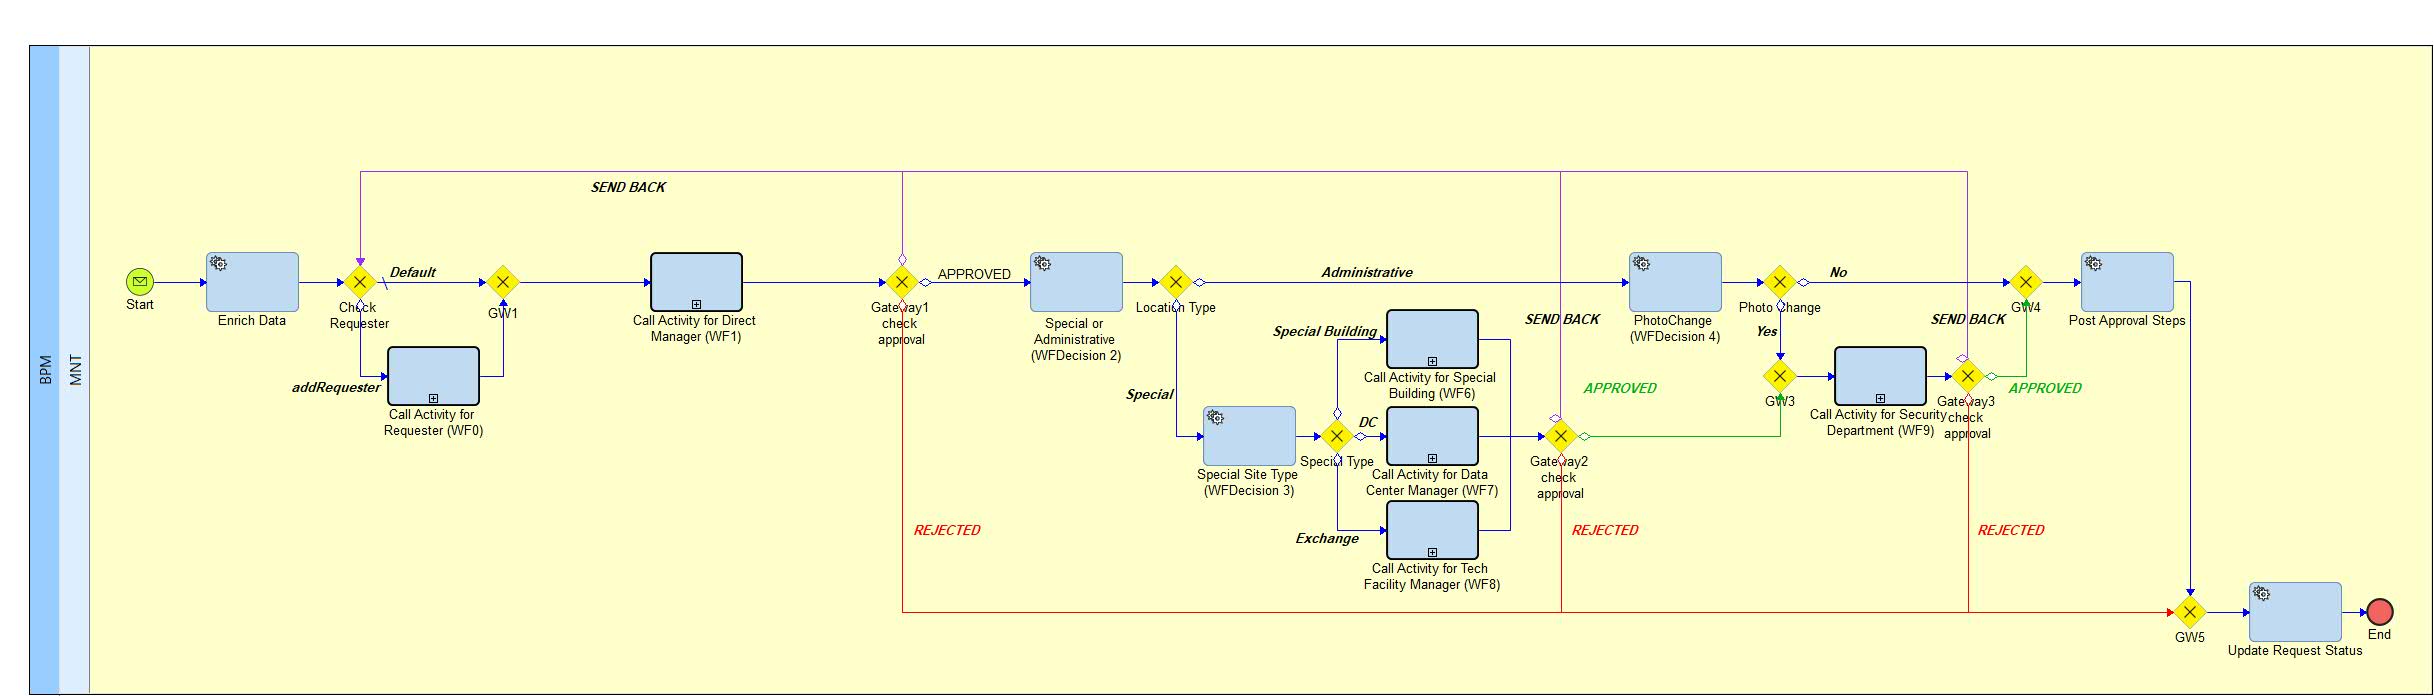 BPM
MNT
Start
Enrich Data
SEND BACK
Default
Check
Requester
addRequester
Call Activity for
Requester (WF0)
GW1
Call Activity for Direct
Manager (WF1)
Gateway1
check
approval
APPROVED
REJECTED
Special or
Administrative
(WFDecision 2)
Location Type
Administrative
Special
Special Site Type
(WFDecision 3)
Special Type
Special Building
DC
Exchange
Call Activity for Special
Building (WF6)
Call Activity for Data
Center Manager (WF7)
Call Activity for Tech
Facility Manager (WF8)
SEND BACK
Gateway2
check
approval
APPROVED
REJECTED
PhotoChange
(WFDecision 4)
Photo Change
No
Yes
GW3
Call Activity for Security
Department (WF9)
SEND BACK
Gateway3
check
approval
APPROVED
REJECTED
GW4
Post Approval Steps
GW5
Update Request Status
End